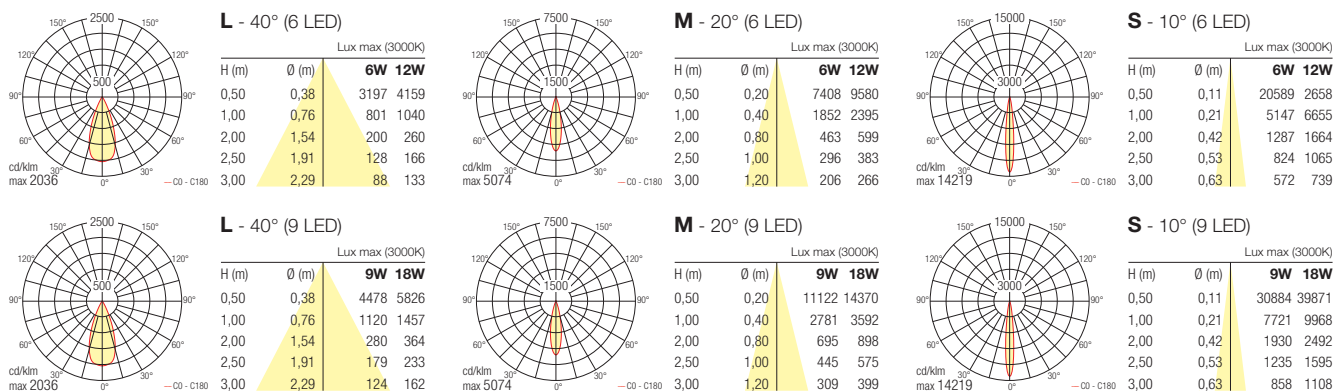 2500
150°
150°
120°
120°
500
90°
90°
60°
60°
cd/klm
30°
30°
max 2036
0°
C0 - C180
L - 40° (6 LED)
Lux max (3000K)
H (m) Ø (m) 6W 12W
0,50 0,38 3197 4159
1,00 0,76 801 1040
2,00 1,54 200 260
2,50 1,91 128 166
3,00 2,29 88 133
7500
150°
150°
120°
120°
1500
90°
90°
60°
60°
cd/klm
30°
30°
max 5074
0°
C0 - C180
M - 20° (6 LED)
Lux max (3000K)
H (m) Ø (m) 6W 12W
0,50 0,20 7408 9580
1,00 0,40 1852 2395
2,00 0,80 463 599
2,50 1,00 296 383
3,00 1,20 206 266
15000
150°
150°
120°
120°
3000
90°
90°
60°
60°
cd/klm
30°
30°
max 14219
0°
C0 - C180
S - 10° (6 LED)
Lux max (3000K)
H (m) Ø (m) 6W 12W
0,50 0,11 20589 2658
1,00 0,21 5147 6655
2,00 0,42 1287 1664
2,50 0,53 824 1065
3,00 0,63 572 739
2500
150°
150°
120°
120°
500
90°
90°
60°
60°
cd/klm
30°
30°
max 2036
0°
C0 - C180
L - 40° (9 LED)
Lux max (3000K)
H (m) Ø (m) 9W 18W
0,50 0,38 4478 5826
1,00 0,76 1120 1457
2,00 1,54 280 364
2,50 1,91 179 233
3,00 2,29 124 162
7500
150°
150°
120°
120°
1500
90°
90°
60°
60°
cd/klm
30°
30°
max 5074
0°
C0 - C180
M - 20° (9 LED)
Lux max (3000K)
H (m) Ø (m) 9W 18W
0,50 0,20 11122 14370
1,00 0,40 2781 3592
2,00 0,80 695 898
2,50 1,00 445 575
3,00 1,20 309 399
15000
150°
150°
120°
120°
3000
90°
90°
60°
60°
cd/klm
30°
30°
max 14219
0°
C0 - C180
S - 10° (9 LED)
Lux max (3000K)
H (m) Ø (m) 9W 18W
0,50 0,11 30884 39871
1,00 0,21 7721 9968
2,00 0,42 1930 2492
2,50 0,53 1235 1595
3,00 0,63 858 1108